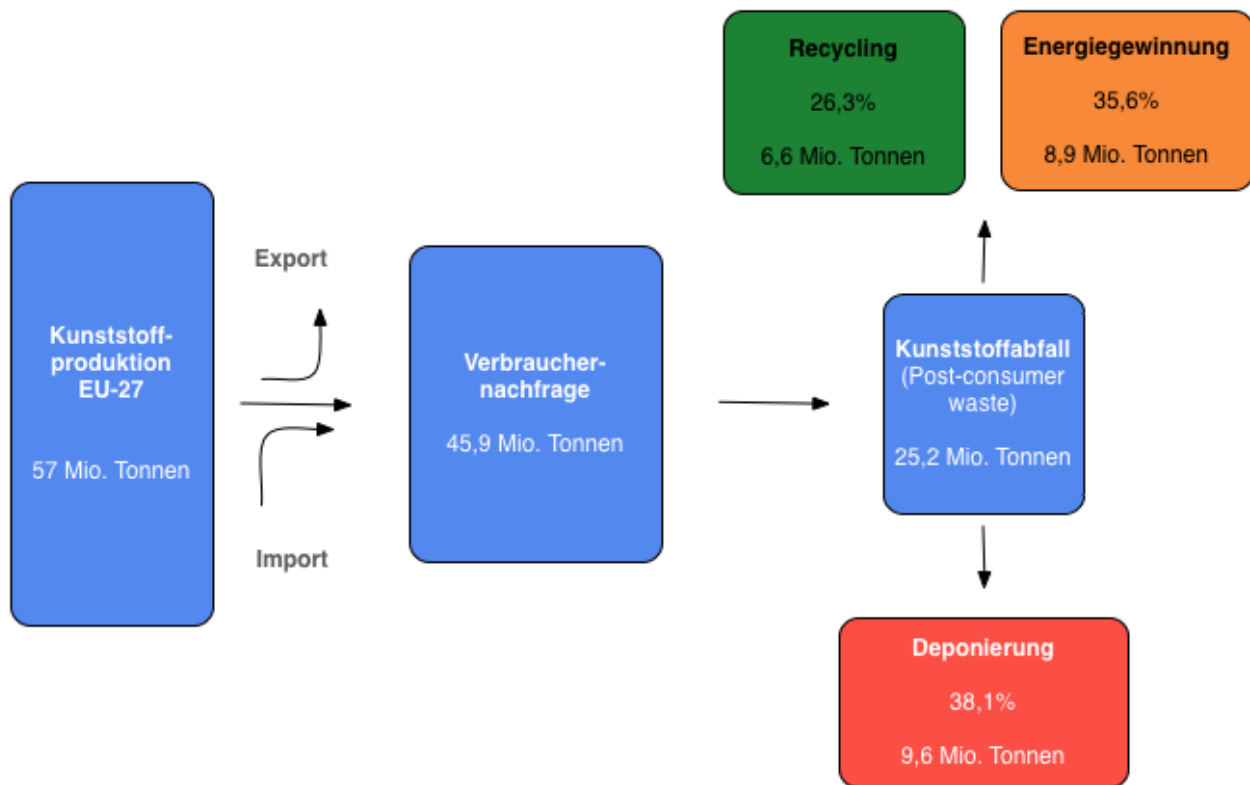 Kunststoff-
produktion
EU-27
57 Mio. Tonnen
Export
Import
Verbraucher-
nachfrage
45,9 Mio. Tonnen
Kunststoffabfall
(Post-consumer
waste)
25,2 Mio. Tonnen
Recycling
26,3%
6,6 Mio. Tonnen
Energiegewinnung
35,6%
8,9 Mio. Tonnen
Deponierung
38,1%
9,6 Mio. Tonnen